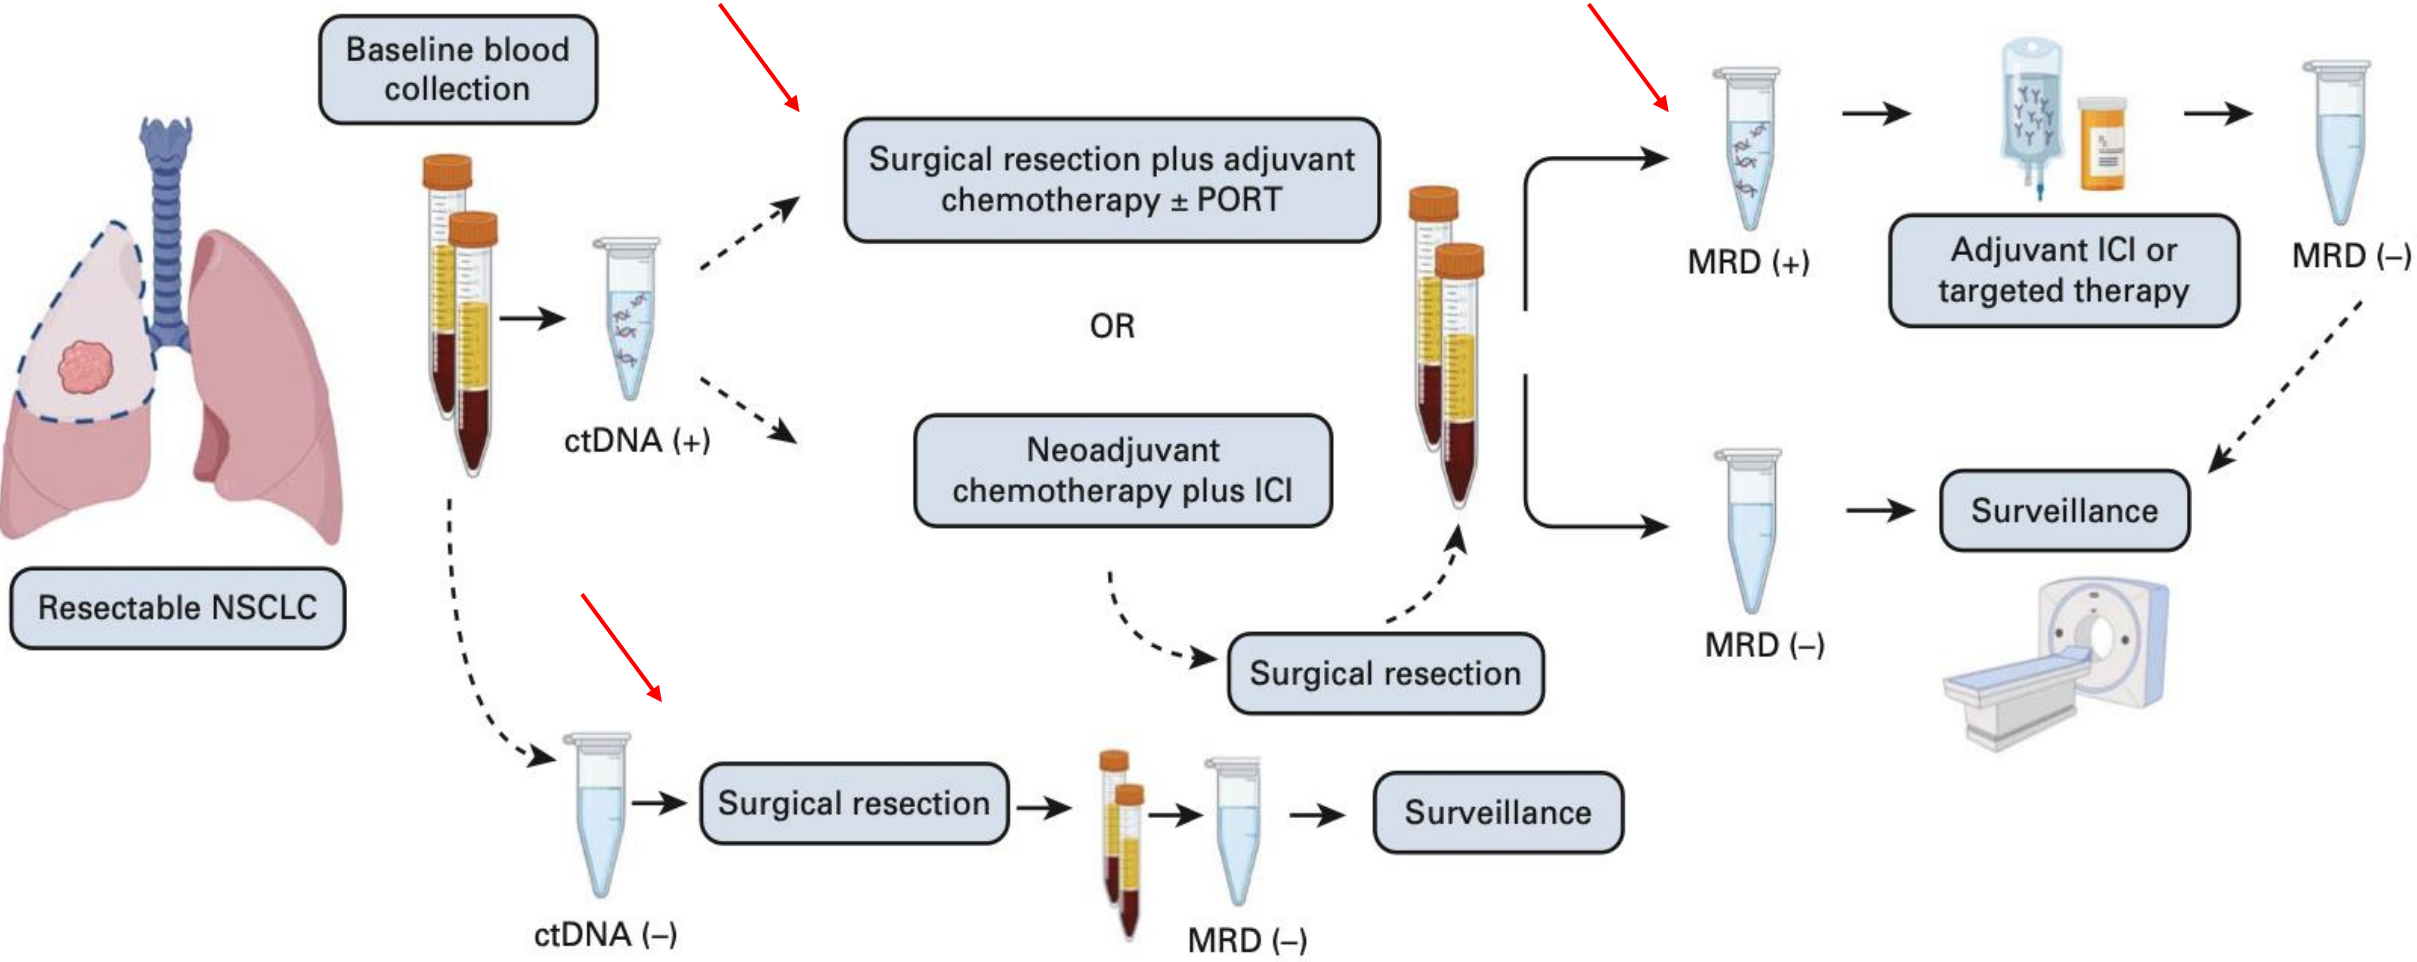 Baseline blood
collection
Resectable NSCLC
ctDNA (+)
Surgical resection plus adjuvant
chemotherapy ± PORT
OR
Neoadjuvant
chemotherapy plus ICI
Surgical resection
MRD (+)
Adjuvant ICI or
targeted therapy
MRD (–)
MRD (–)
Surveillance
ctDNA (–)
Surgical resection
MRD (–)
Surveillance